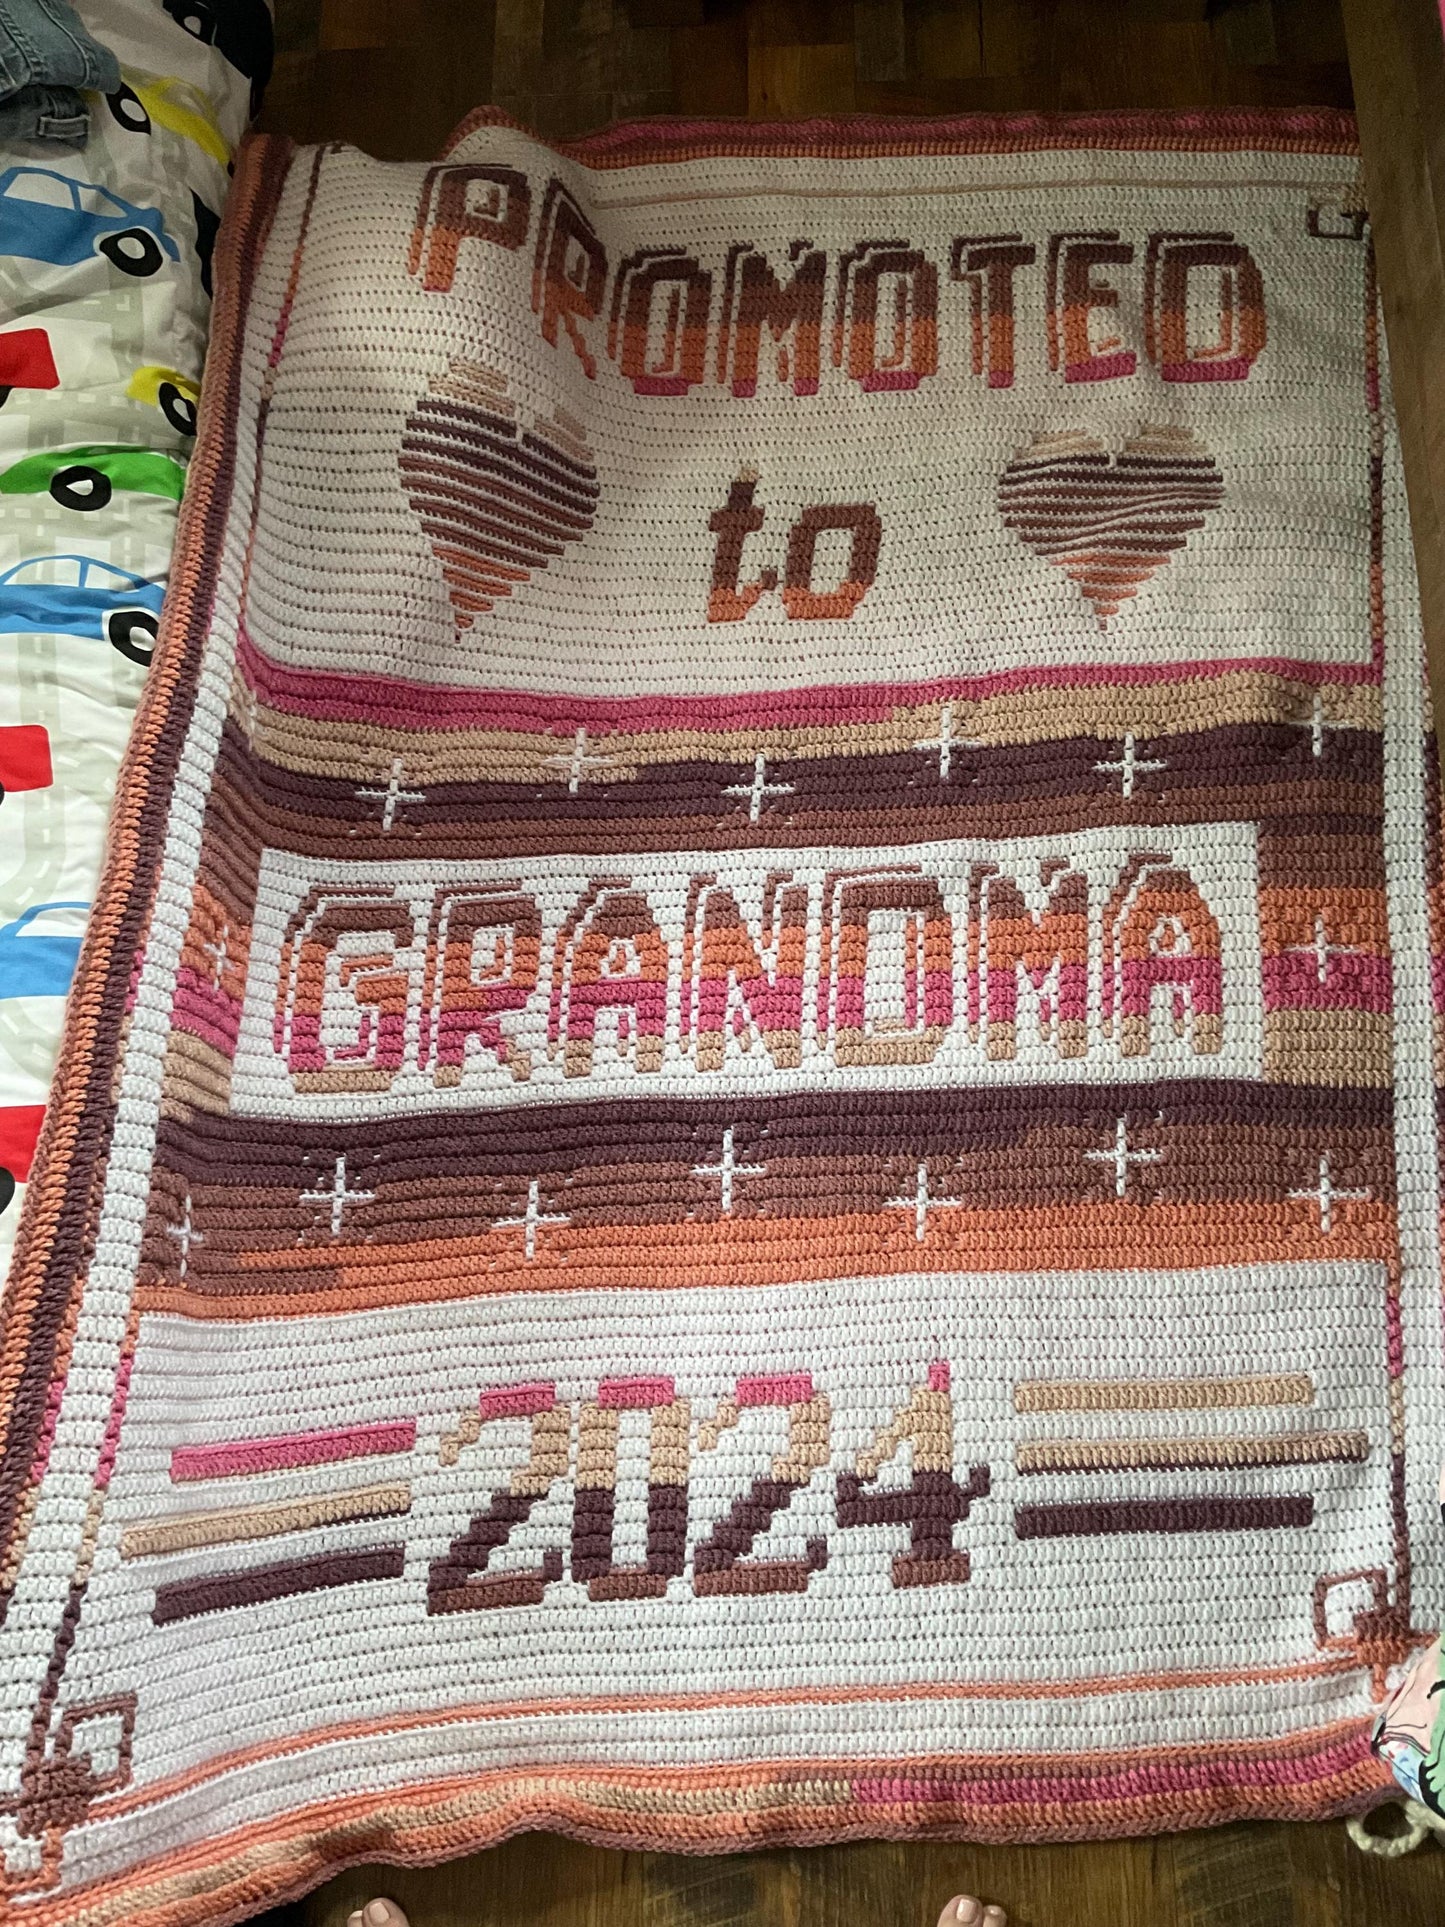 PROMOTED
to
GRANDMA
2024